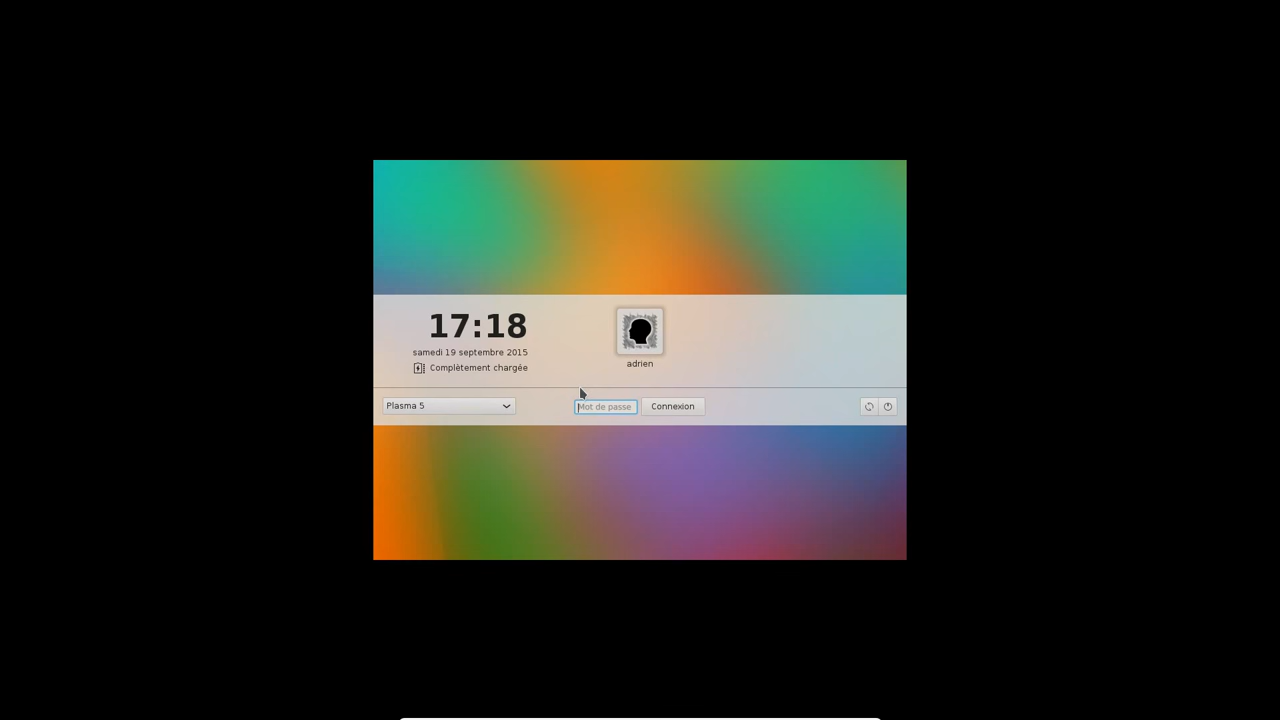 17:18
samedi 19 septembre 2015
Complètement chargée
adrien
Plasma 5
Mot de passe
Connexion